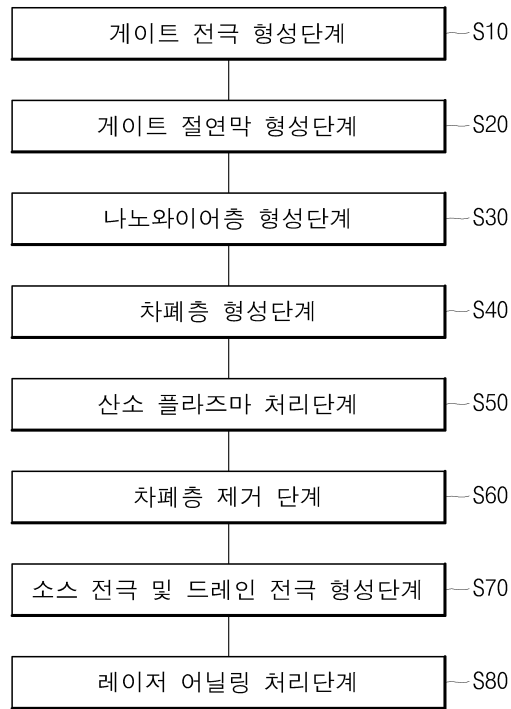 게이트 전극 형성단계 S10
게이트 절연막 형성단계 S20
나노와이어층 형성단계 S30
차폐층 형성단계 S40
산소 플라즈마 처리단계 S50
차폐층 제거 단계 S60
소스 전극 및 드레인 전극 형성단계 S70
레이저 어닐링 처리단계 S80